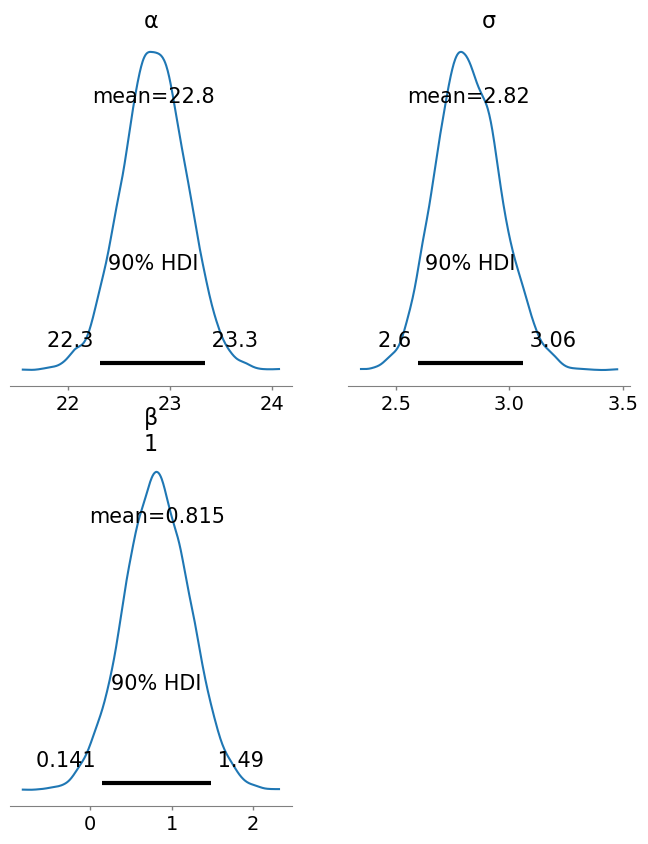 α
mean=22.8
90% HDI
22.3 23.3
22 23 24
σ
mean=2.82
90% HDI
2.6 3.06
2.5 3.0 3.5
β
1
mean=0.815
90% HDI
0.141 1.49
0 1 2